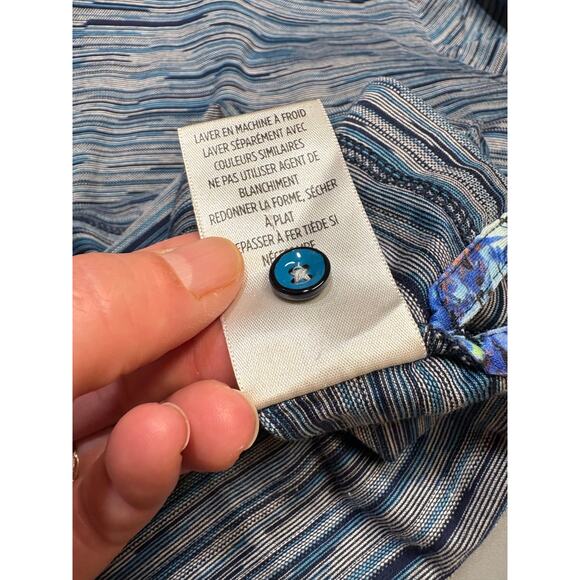 LAVER EN MACHINE À FROID
LAVER SÉPARÉMENT AVEC
COULEURS SIMILAIRES
NE PAS UTILISER AGENT DE
BLANCHIMENT
REDONNER LA FORME, SÉCHER
À PLAT
À FER TIÈDE SI